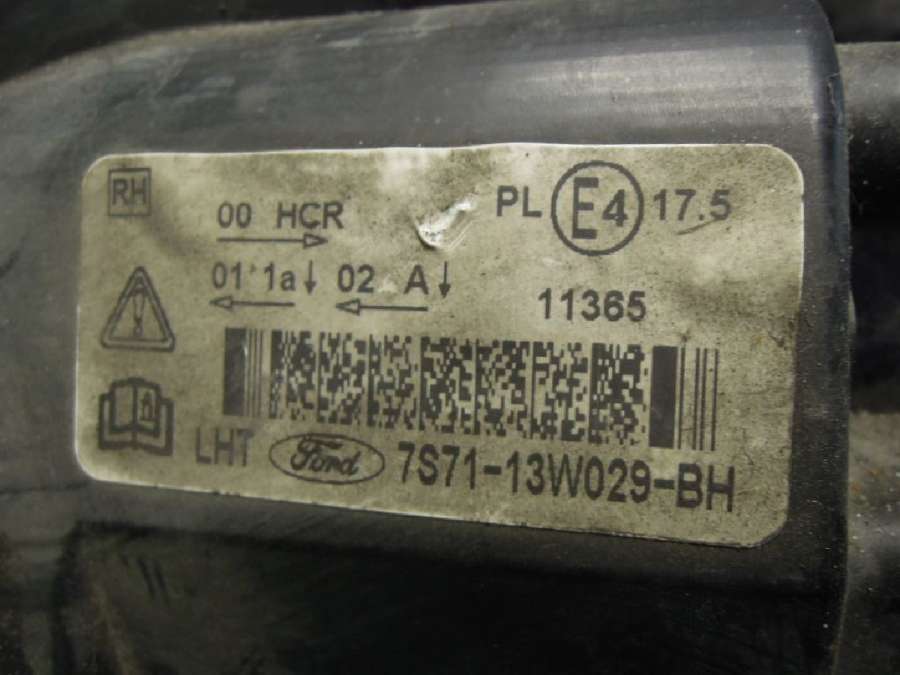 RH
00 HCR PL E4 17.5
01 1a↓ 02 A↓ 11365
LHT Ford 7S71-13W029-BH